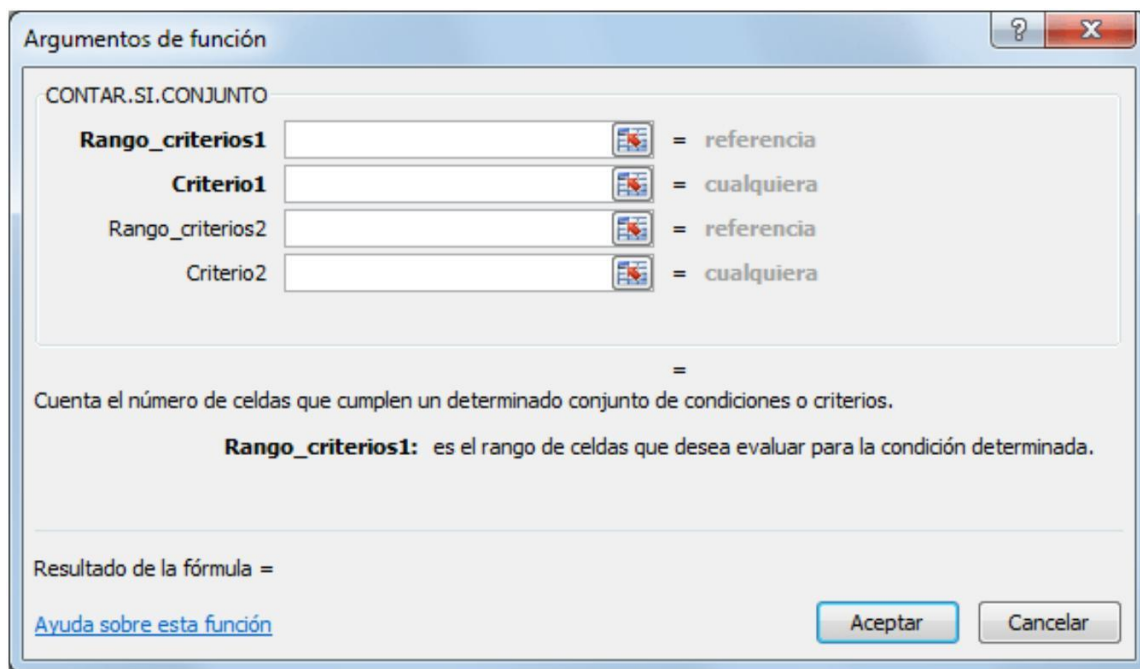 Argumentos de función
CONTAR.SI.CONJUNTO
Rango_criterios1 = referencia
Criterio1 = cualquiera
Rango_criterios2 = referencia
Criterio2 = cualquiera
=
Cuenta el número de celdas que cumplen un determinado conjunto de condiciones o criterios.
Rango_criterios1: es el rango de celdas que desea evaluar para la condición determinada.
Resultado de la fórmula =
Ayuda sobre esta función Aceptar Cancelar